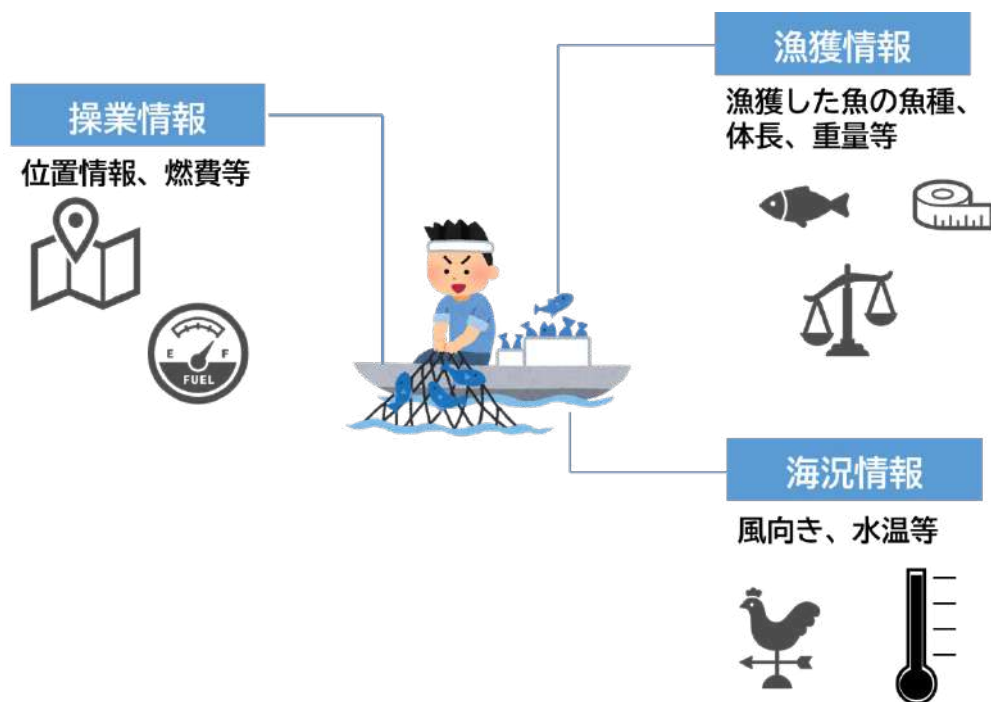 操業情報
位置情報、燃費等
E F
FUEL
漁獲情報
漁獲した魚の魚種、
体長、重量等
海況情報
風向き、水温等